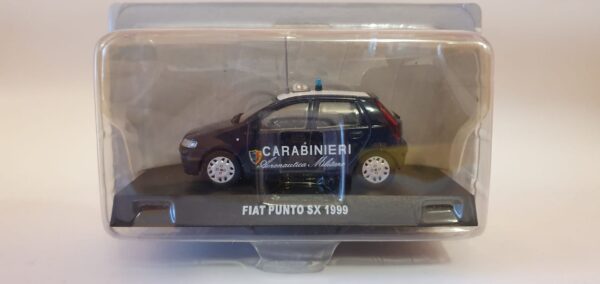 CARABINIERI
Aeronautica Militare
FIAT PUNTO SX 1999